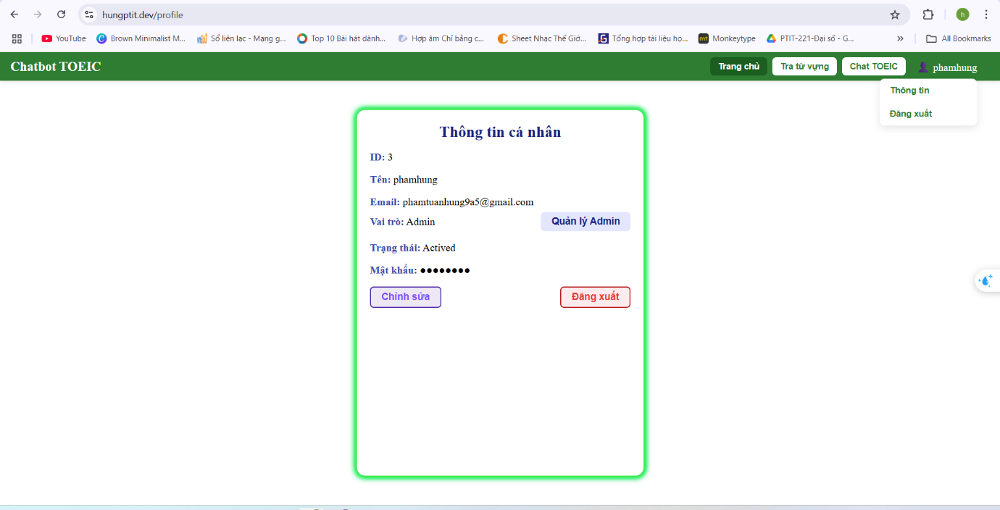 hungptit.dev/profile
h
YouTube Brown Minimalist M... Sổ liên lạc - Mạng g... Top 10 Bài hát dành... Hợp âm Chỉ bằng c... Sheet Nhạc Thế Giớ... Tổng hợp tài liệu họ... mt Monkeytype PTIT-221-Đại số - G... » All Bookmarks
Chatbot TOEIC Trang chủ Tra từ vựng Chat TOEIC phamhung
Thông tin
Đăng xuất
Thông tin cá nhân
ID: 3
Tên: phamhung
Email: phamtuanhung9a5@gmail.com
Vai trò: Admin Quản lý Admin
Trạng thái: Actived
Mật khẩu: ●●●●●●●●
Chỉnh sửa Đăng xuất